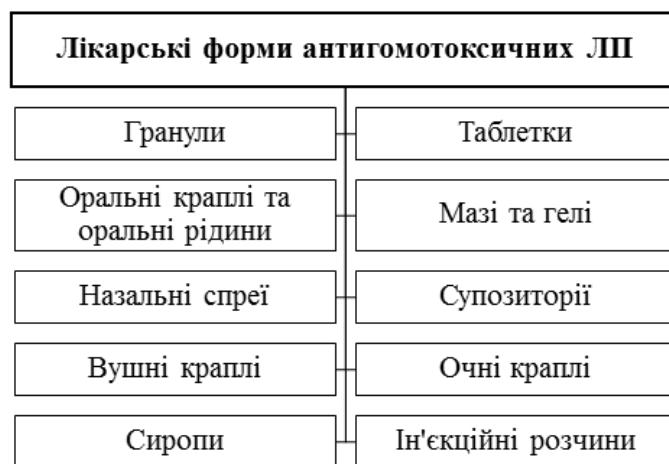 Лікарські форми антигомотоксичних ЛП
Гранули
Таблетки
Оральні краплі та
оральні рідини
Мазі та гелі
Назальні спреї
Супозиторії
Вушні краплі
Очні краплі
Сиропи
Ін'єкційні розчини